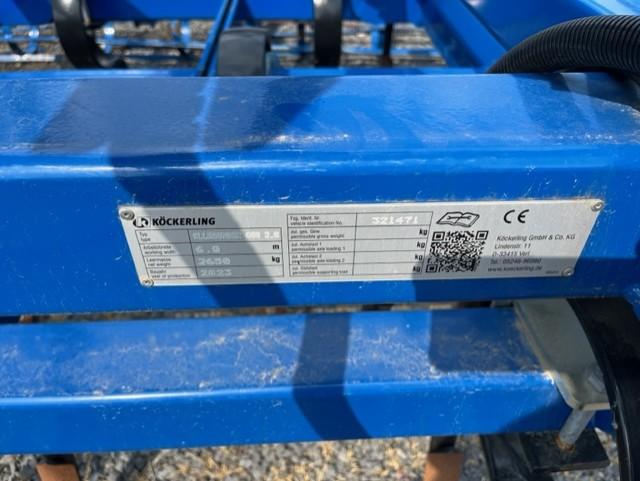 KÖCKERLING
Typ
type
Arbeitsbreite
working width 6.0 m
Leermasse
net weight 2650 kg
Baujahr
year of production 2023
Fzg. Ident. Nr.
vehicle identification No. 321471
zul. ges. Gew.
permissible gross weight kg
zul. Achslast 1
permissible axle loading 1 kg
zul. Achslast 2
permissible axle loading 2 kg
zul. Stützlast
permissible supporting load kg
CE
Köckerling GmbH & Co. KG
Lindenstr. 11
D-33415 Verl
www.koeckerling.de